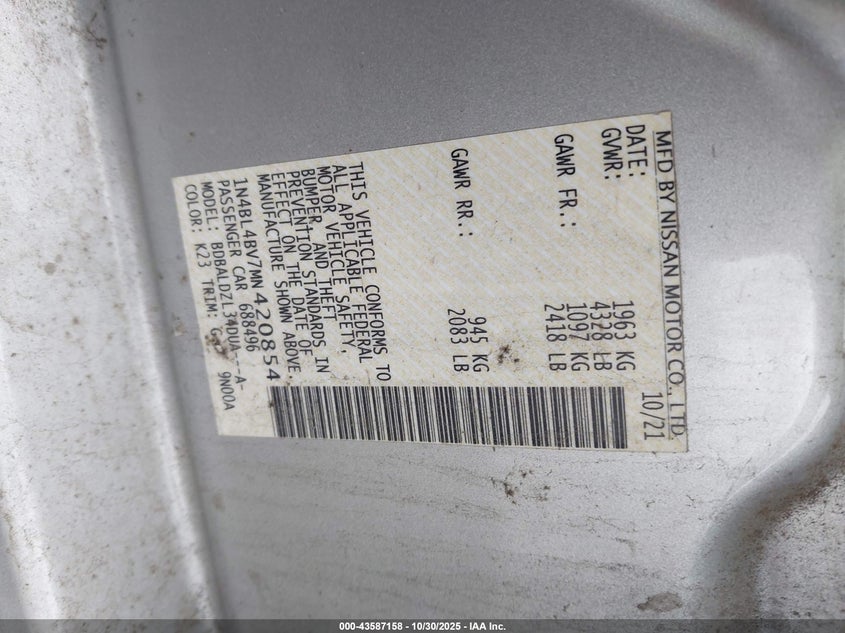 MFD BY NISSAN MOTOR CO., LTD.
DATE: 10/21
GVWR: 1963 KG
4328 LB
GAWR FR.: 1097 KG
2418 LB
GAWR RR.: 945 KG
2083 LB
THIS VEHICLE CONFORMS TO
ALL APPLICABLE FEDERAL
MOTOR VEHICLE SAFETY,
BUMPER, AND THEFT
PREVENTION STANDARDS IN
EFFECT ON THE DATE OF
MANUFACTURE SHOWN ABOVE.
1N4BL4BV7MN420854
PASSENGER CAR 688496
MODEL: BDBALDZL34DUA---A-
COLOR: K23 TRIM: 9N00A
000-43587158 - 10/30/2025 - IAA Inc.